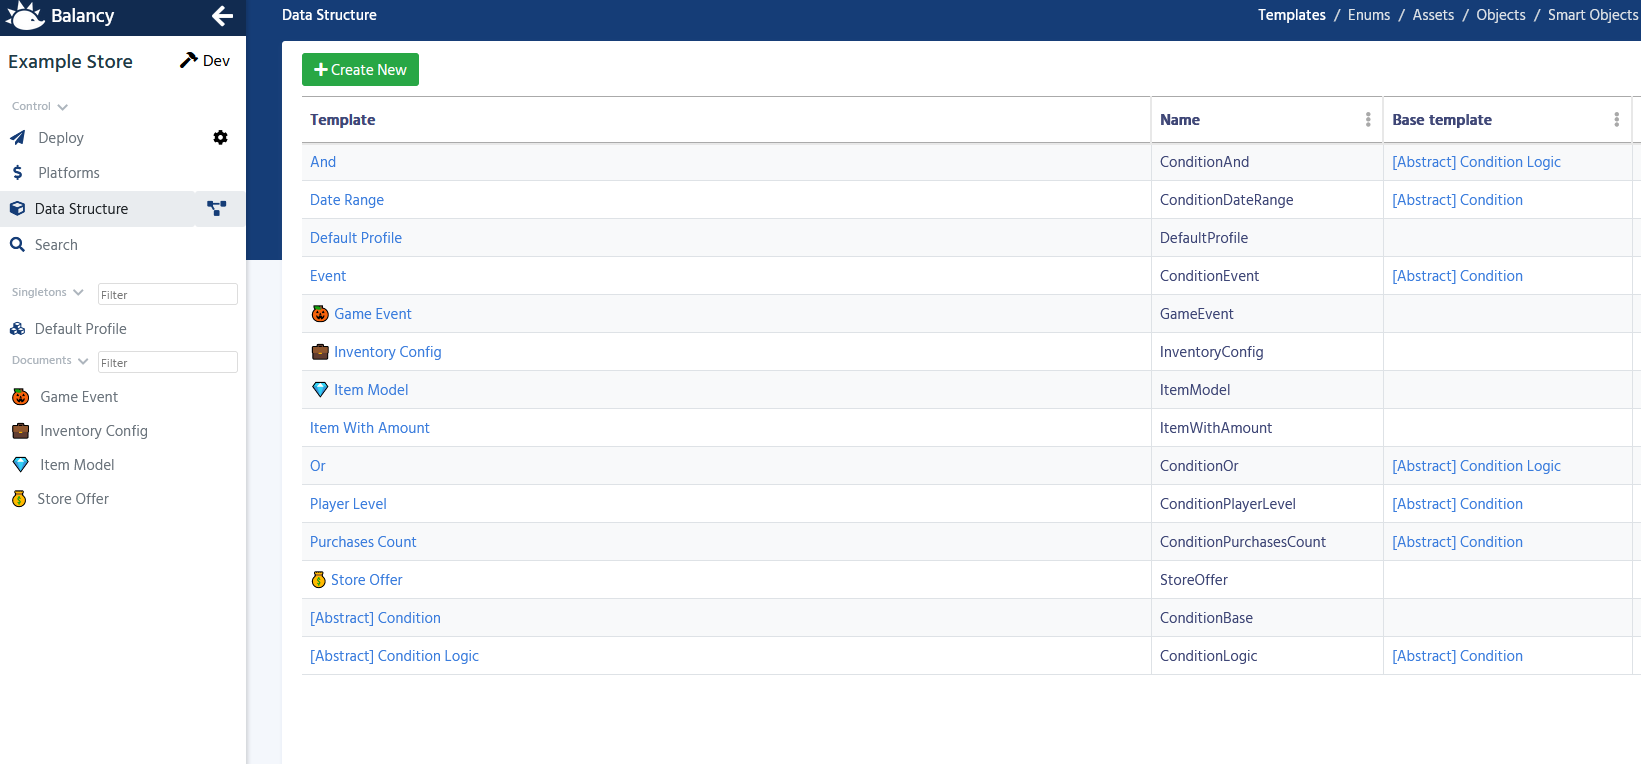 Balancy
Data Structure
Templates / Enums / Assets / Objects / Smart Objects
Example Store
Dev
Control
Deploy
Platforms
Data Structure
Search
Singletons
Filter
Default Profile
Documents
Filter
Game Event
Inventory Config
Item Model
Store Offer
Create New
Template Name Base template
And ConditionAnd [Abstract] Condition Logic
Date Range ConditionDateRange [Abstract] Condition
Default Profile DefaultProfile
Event ConditionEvent [Abstract] Condition
Game Event GameEvent
Inventory Config InventoryConfig
Item Model ItemModel
Item With Amount ItemWithAmount
Or ConditionOr [Abstract] Condition Logic
Player Level ConditionPlayerLevel [Abstract] Condition
Purchases Count ConditionPurchasesCount [Abstract] Condition
Store Offer StoreOffer
[Abstract] Condition ConditionBase
[Abstract] Condition Logic ConditionLogic [Abstract] Condition